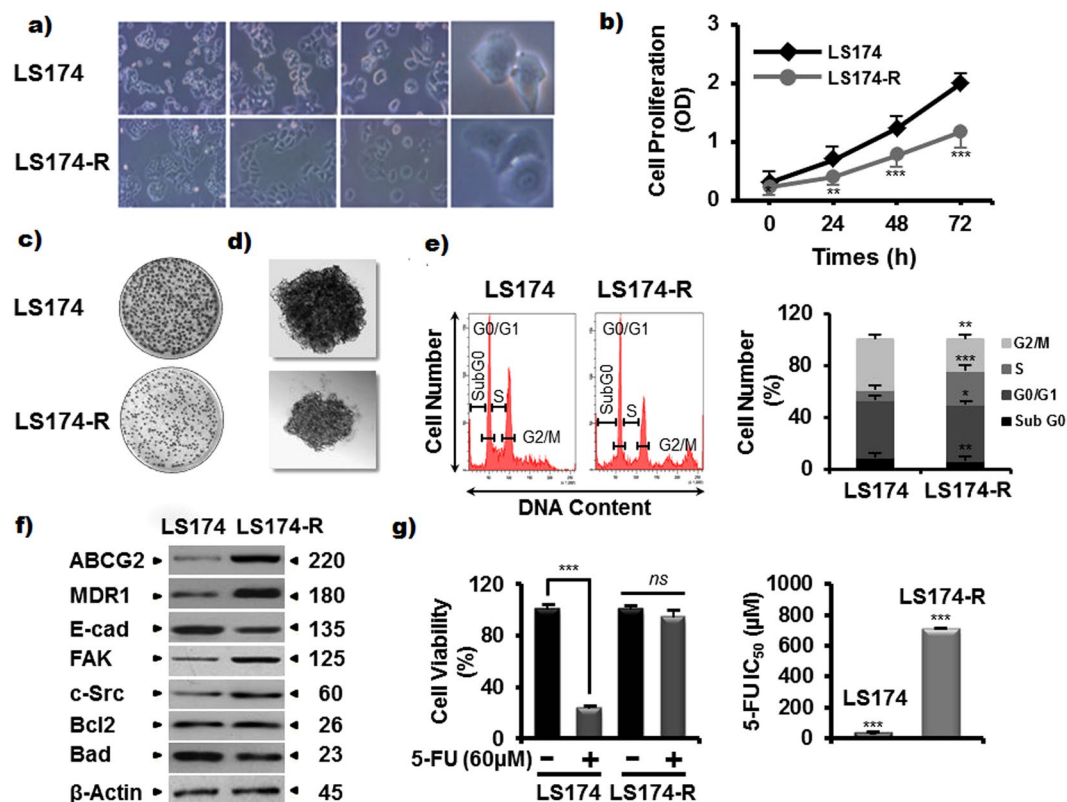 a)
LS174
LS174-R
b)
Cell Proliferation
(OD)
3
2
1
0
LS174
LS174-R
*
**
***
***
0 24 48 72
Times (h)
c)
LS174
LS174-R
d)
e)
LS174 LS174-R
Cell Number
G0/G1
SubG0
S
G2/M
G0/G1
SubG0
S
G2/M
DNA Content
Cell Number
(%)
120
80
40
0
**
***
*
**
G2/M
S
G0/G1
Sub G0
LS174 LS174-R
f)
LS174 LS174-R
ABCG2 220
MDR1 180
E-cad 135
FAK 125
c-Src 60
Bcl2 26
Bad 23
β-Actin 45
g)
Cell Viability
(%)
120
80
40
0
***
ns
5-FU (60μM) − + − +
LS174 LS174-R
5-FU IC50 (μM)
1000
800
600
400
200
0
LS174
***
LS174-R
***